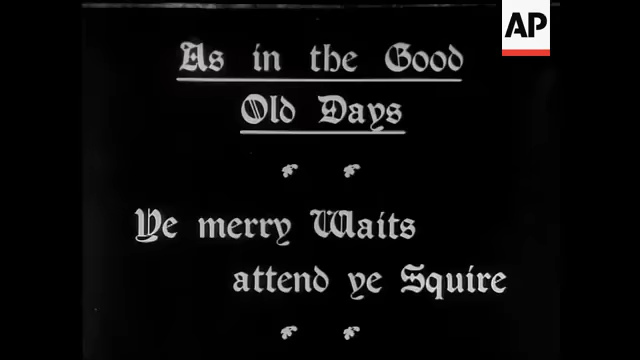 AP
As in the Good
Old Days
Ye merry Waits
attend ye Squire